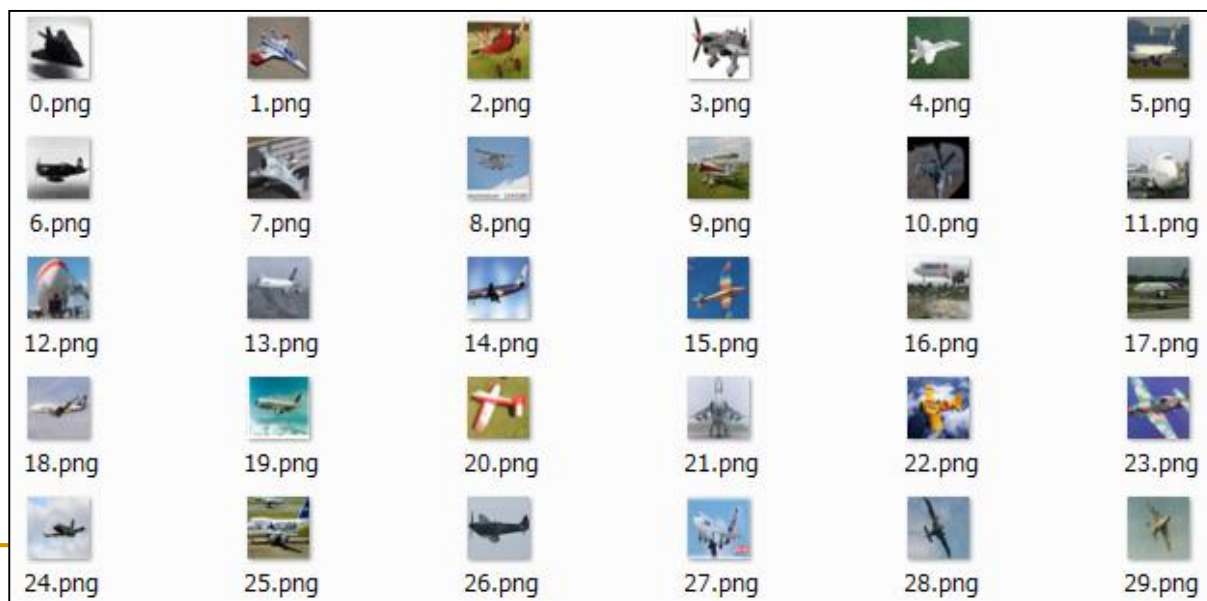 0.png 1.png 2.png 3.png 4.png 5.png
6.png 7.png 8.png 9.png 10.png 11.png
12.png 13.png 14.png 15.png 16.png 17.png
18.png 19.png 20.png 21.png 22.png 23.png
24.png 25.png 26.png 27.png 28.png 29.png